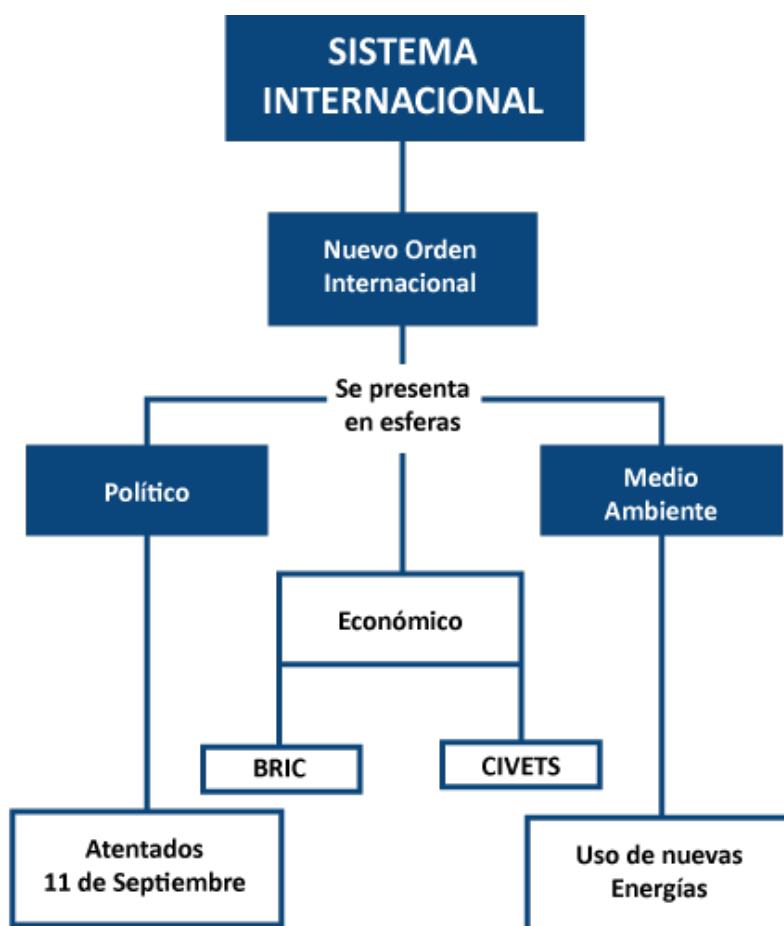 SISTEMA
INTERNACIONAL
Nuevo Orden
Internacional
Se presenta
en esferas
Político
Medio
Ambiente
Económico
BRIC
CIVETS
Atentados
11 de Septiembre
Uso de nuevas
Energías